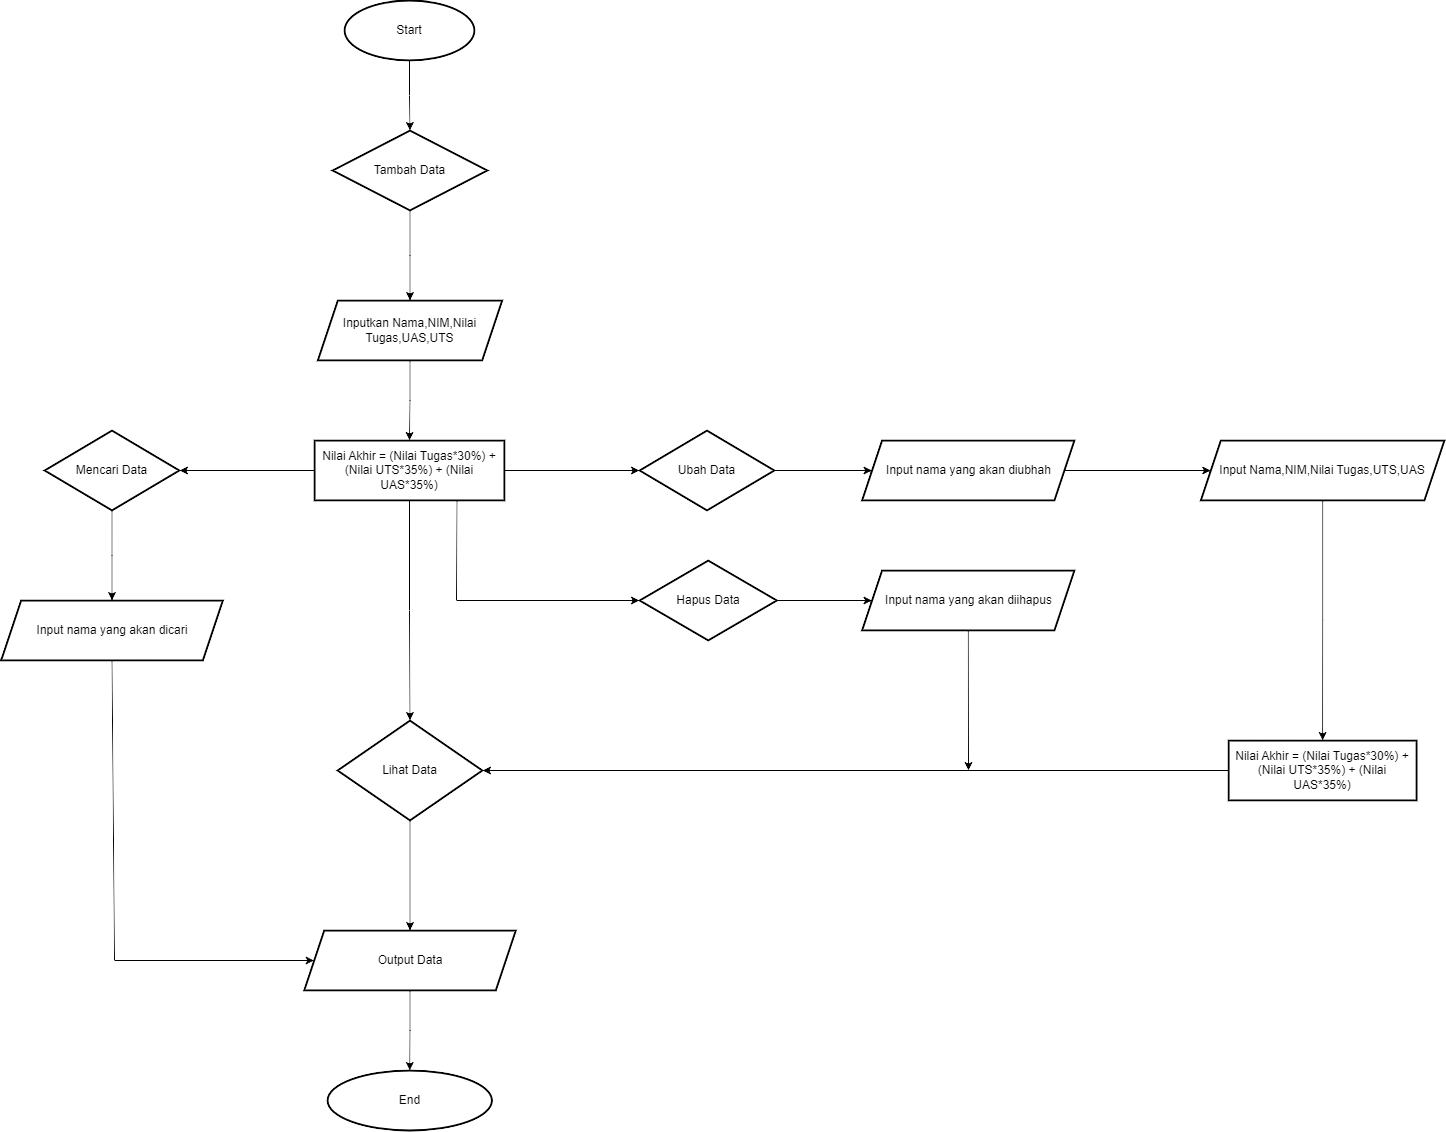 Start
Tambah Data
Inputkan Nama,NIM,Nilai
Tugas,UAS,UTS
Mencari Data
Nilai Akhir = (Nilai Tugas*30%) +
(Nilai UTS*35%) + (Nilai
UAS*35%)
Ubah Data
Input nama yang akan diubhah
Input Nama,NIM,Nilai Tugas,UTS,UAS
Hapus Data
Input nama yang akan diihapus
Input nama yang akan dicari
Lihat Data
Nilai Akhir = (Nilai Tugas*30%) +
(Nilai UTS*35%) + (Nilai
UAS*35%)
Output Data
End